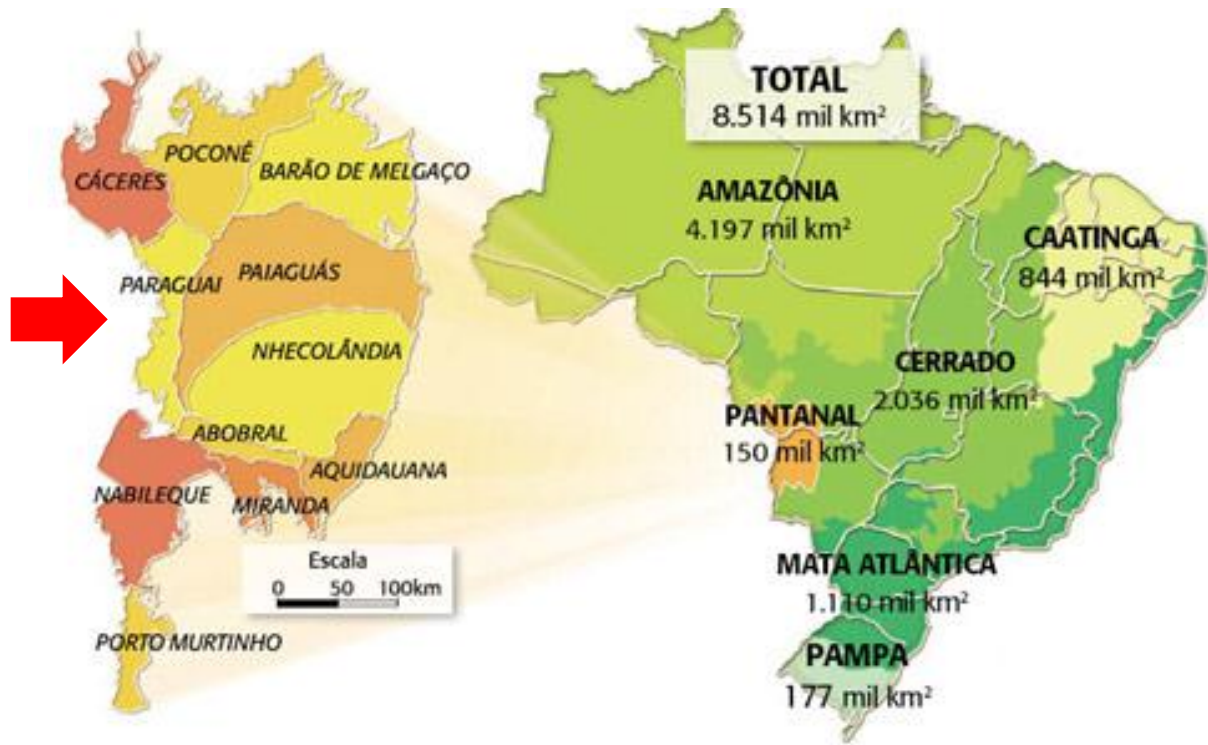 POCONÉ
BARÃO DE MELGAÇO
CÁCERES
PARAGUAI
PAIAGUÁS
NHECOLÂNDIA
ABOBRAL
AQUIDAUANA
NABILEQUE
MIRANDA
Escala
0 50 100km
PORTO MURTINHO
TOTAL
8.514 mil km²
AMAZÔNIA
4.197 mil km²
CAATINGA
844 mil km²
CERRADO
2.036 mil km²
PANTANAL
150 mil km²
MATA ATLÂNTICA
1.110 mil km²
PAMPA
177 mil km²